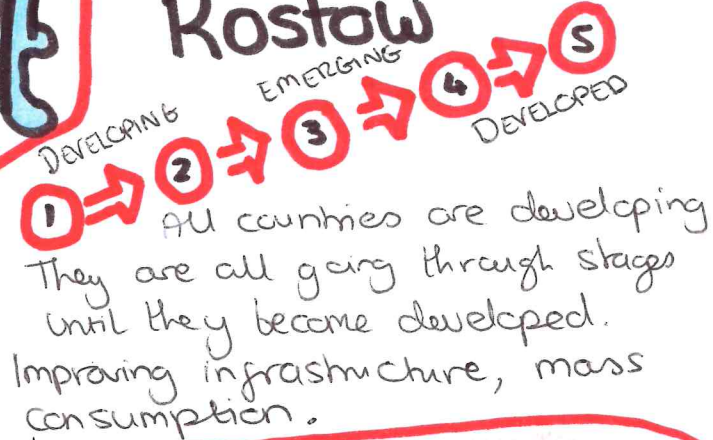 Rostow
DEVELOPING
EMERGING
DEVELOPED
1 2 3 4 5
All countries are developing
They are all going through stages
until they become developed.
Improving infrastructure, mass
consumption.